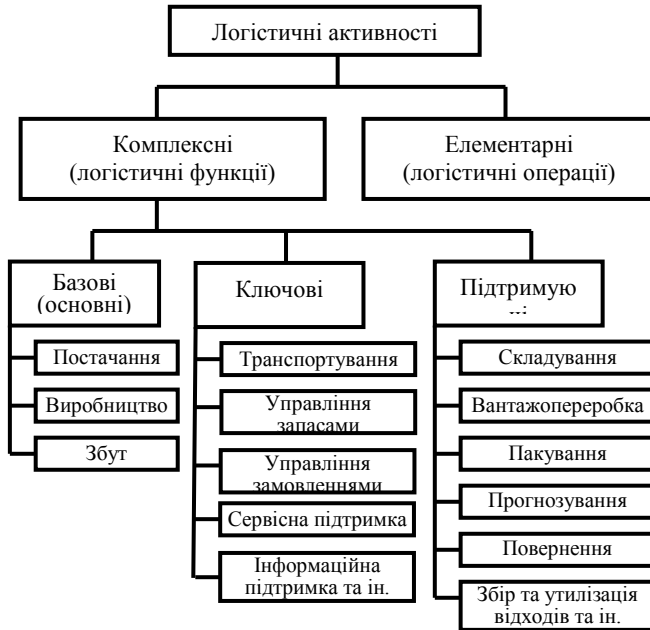 Логістичні активності
Комплексні
(логістичні функції)
Елементарні
(логістичні операції)
Базові
(основні)
Ключові
Підтримую
Постачання
Виробництво
Збут
Транспортування
Управління
запасами
Управління
замовленнями
Сервісна підтримка
Інформаційна
підтримка та ін.
Складування
Вантажопереробка
Пакування
Прогнозування
Повернення
Збір та утилізація
відходів та ін.